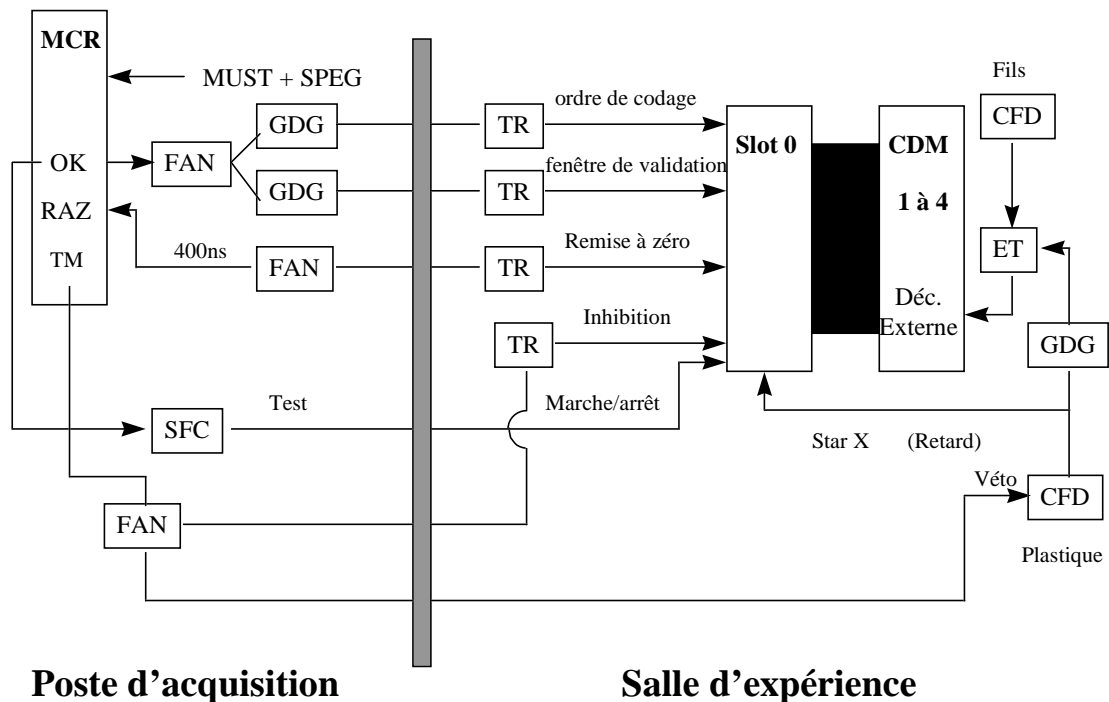 MCR
MUST + SPEG
OK
RAZ
TM
FAN
GDG
GDG
400ns
FAN
Test
SFC
FAN
TR
ordre de codage
TR
fenêtre de validation
TR
Remise à zéro
TR
Inhibition
Marche/arrêt
Slot 0
CDM
1 à 4
Déc.
Externe
Fils
CFD
ET
GDG
Star X (Retard)
Véto
CFD
Plastique
Poste d’acquisition
Salle d’expérience